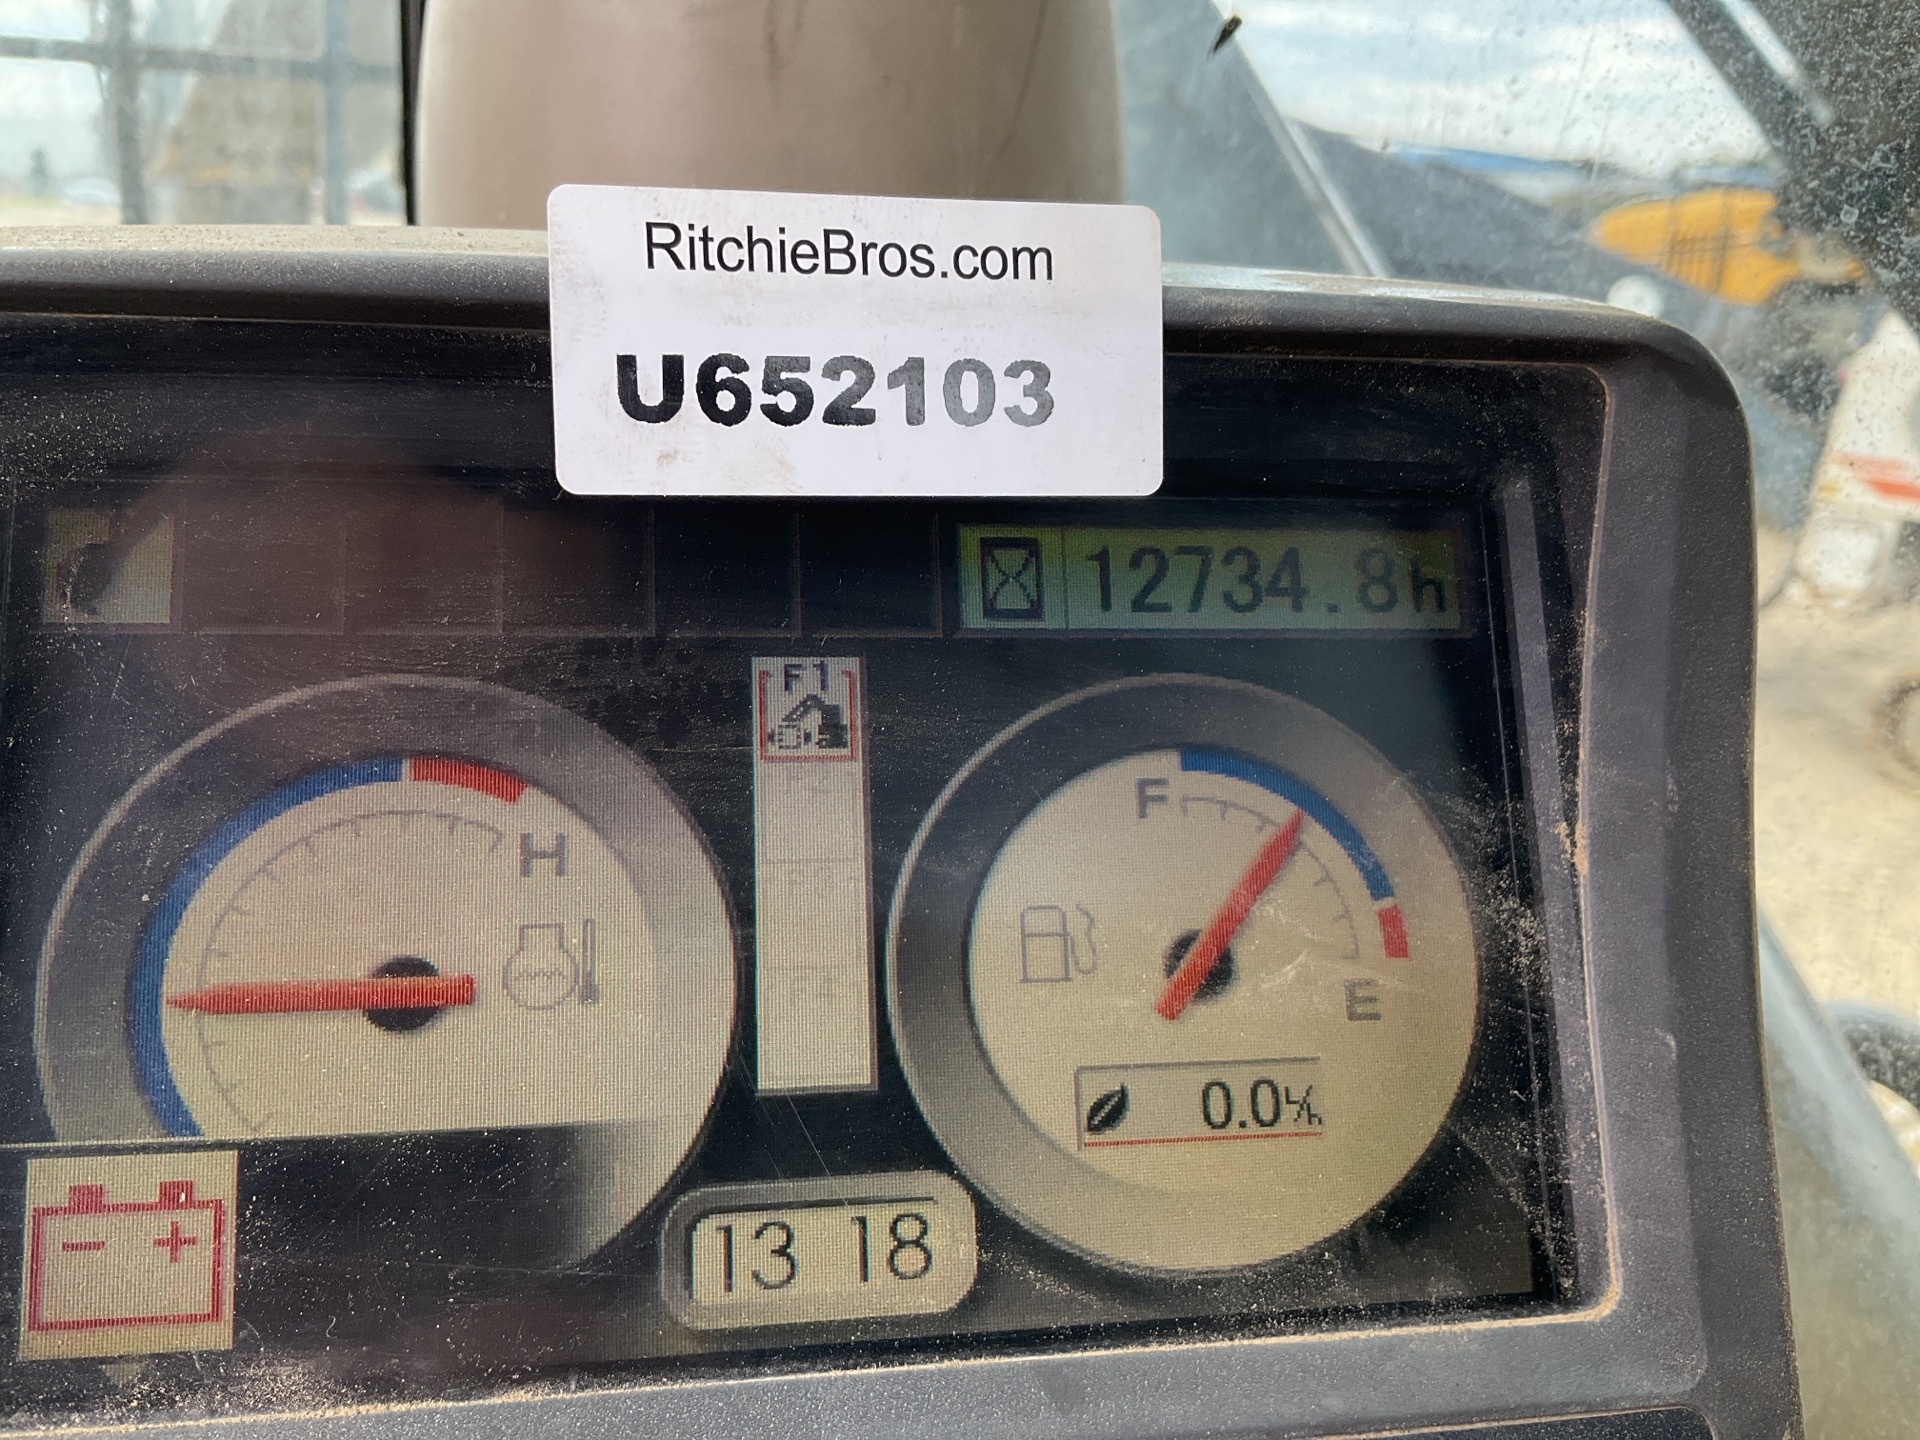 RitchieBros.com
U652103
12734.8h
F1
H
F
E
0.0 L/h
13 18